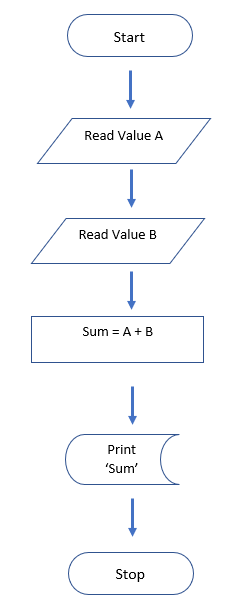 Start
Read Value A
Read Value B
Sum = A + B
Print
‘Sum’
Stop